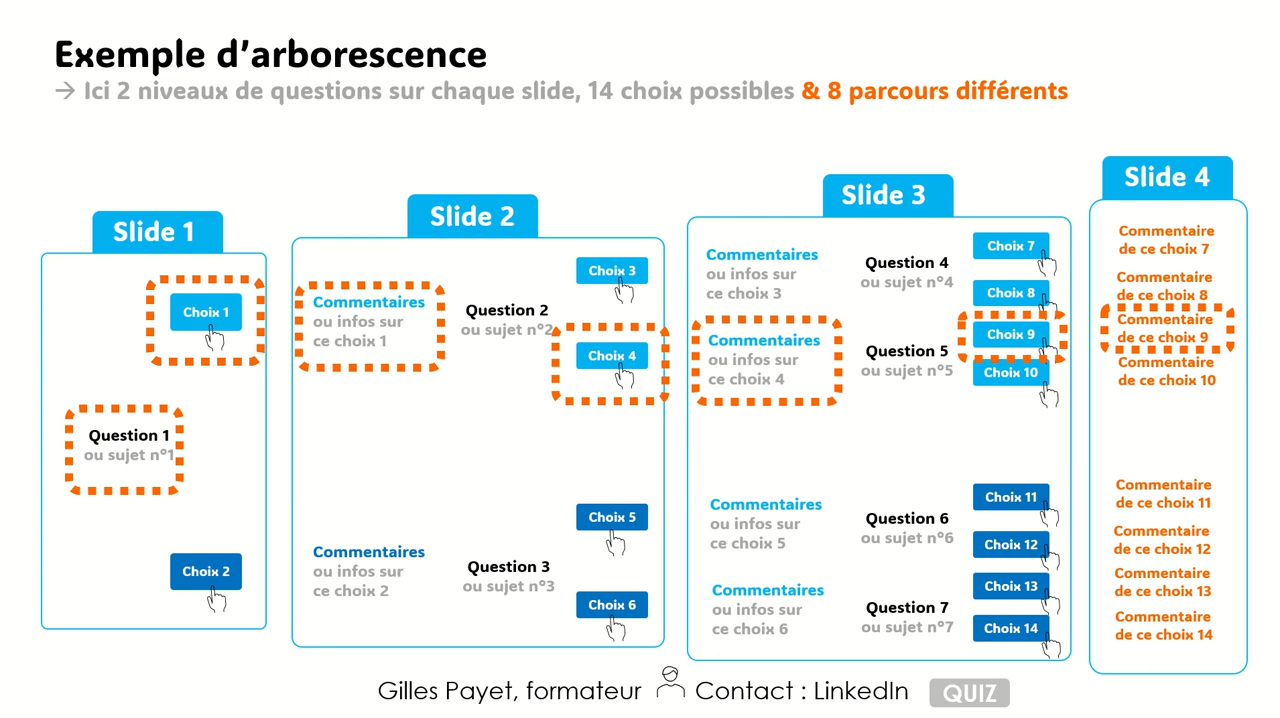 Exemple d'arborescence
→ Ici 2 niveaux de questions sur chaque slide, 14 choix possibles & 8 parcours différents
Slide 1
Choix 1
Question 1
ou sujet n°1
Choix 2
Slide 2
Commentaires
ou infos sur
ce choix 1
Question 2
ou sujet n°2
Choix 3
Choix 4
Commentaires
ou infos sur
ce choix 2
Question 3
ou sujet n°3
Choix 5
Choix 6
Slide 3
Commentaires
ou infos sur
ce choix 3
Question 4
ou sujet n°4
Choix 7
Choix 8
Commentaires
ou infos sur
ce choix 4
Question 5
ou sujet n°5
Choix 9
Choix 10
Commentaires
ou infos sur
ce choix 5
Question 6
ou sujet n°6
Choix 11
Choix 12
Commentaires
ou infos sur
ce choix 6
Question 7
ou sujet n°7
Choix 13
Choix 14
Slide 4
Commentaire
de ce choix 7
Commentaire
de ce choix 8
Commentaire
de ce choix 9
Commentaire
de ce choix 10
Commentaire
de ce choix 11
Commentaire
de ce choix 12
Commentaire
de ce choix 13
Commentaire
de ce choix 14
Gilles Payet, formateur Contact : LinkedIn QUIZ